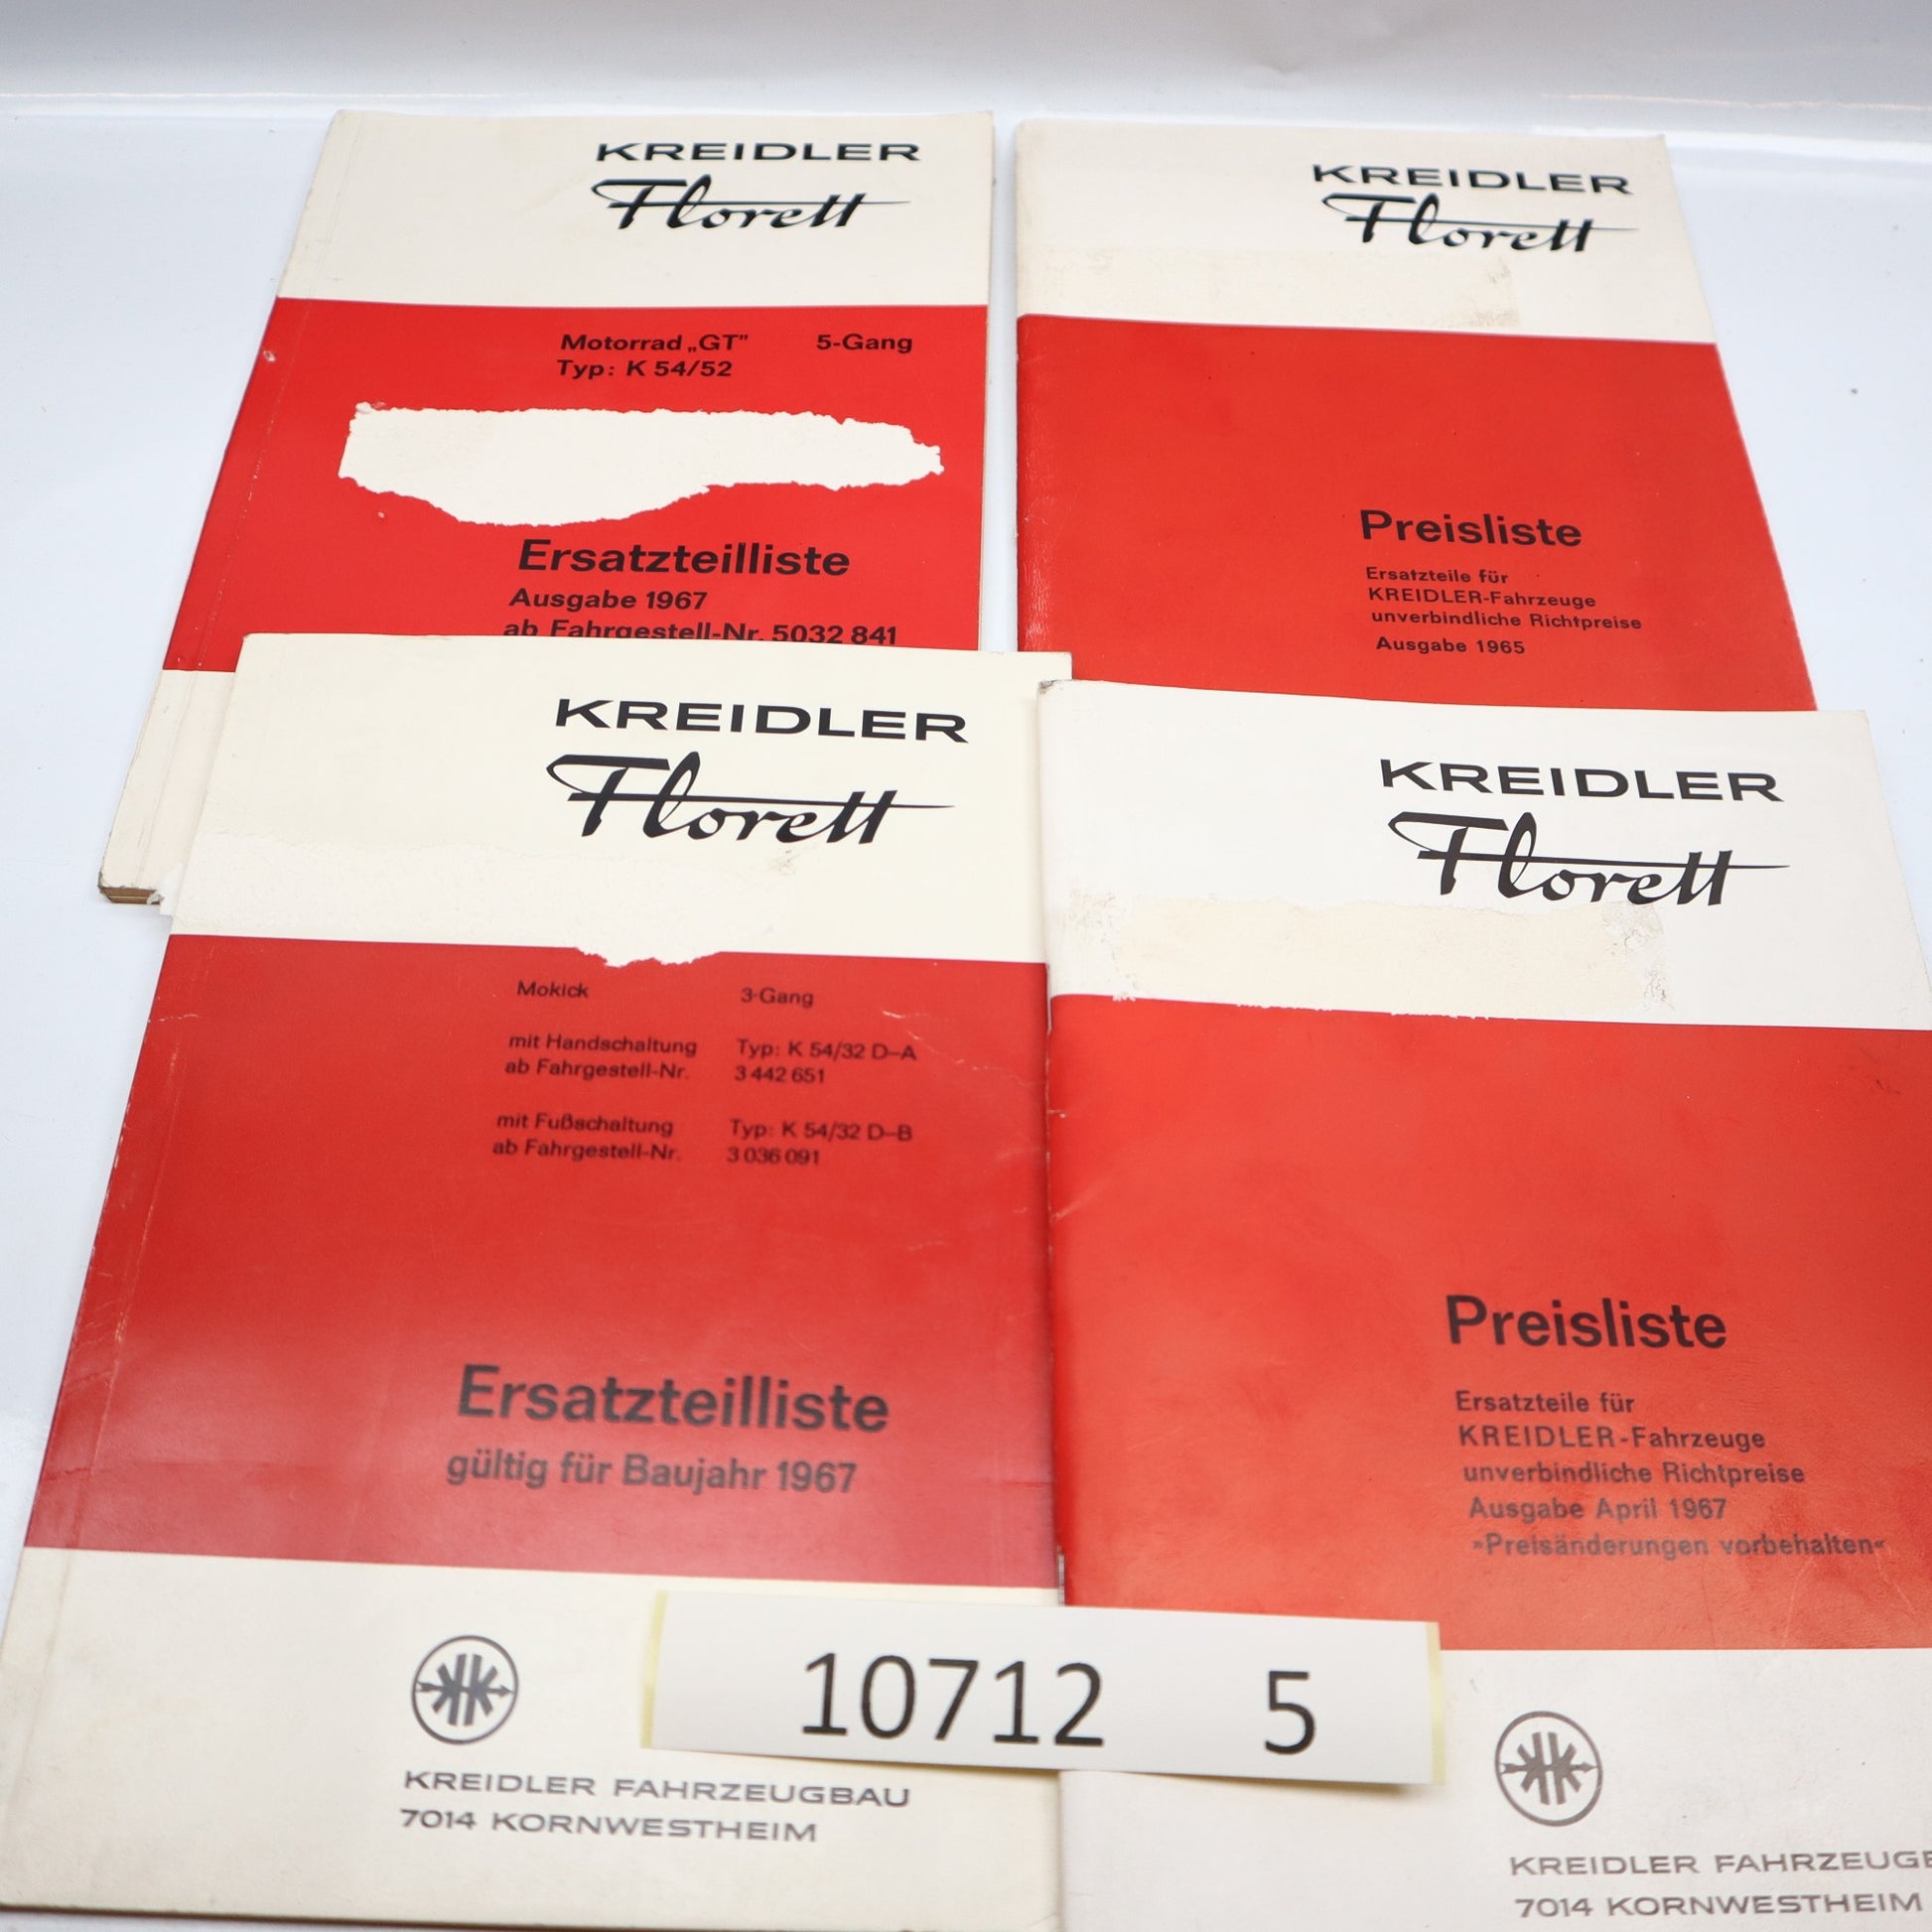 KREIDLER
Florett
Motorrad „GT” 5-Gang
Typ: K 54/52
Ersatzteilliste
Ausgabe 1967
ab Fahrgestell-Nr. 5032 841
KREIDLER
Florett
Preisliste
Ersatzteile für
KREIDLER-Fahrzeuge
unverbindliche Richtpreise
Ausgabe 1965
KREIDLER
Florett
Mokick 3-Gang
mit Handschaltung Typ: K 54/32 D–A
ab Fahrgestell-Nr. 3 442 651
mit Fußschaltung Typ: K 54/32 D–B
ab Fahrgestell-Nr. 3 036 091
Ersatzteilliste
gültig für Baujahr 1967
KREIDLER FAHRZEUGBAU
7014 KORNWESTHEIM
KREIDLER
Florett
Preisliste
Ersatzteile für
KREIDLER-Fahrzeuge
unverbindliche Richtpreise
Ausgabe April 1967
»Preisänderungen vorbehalten«
KREIDLER FAHRZEUGB
7014 KORNWESTHEIM
10712 5